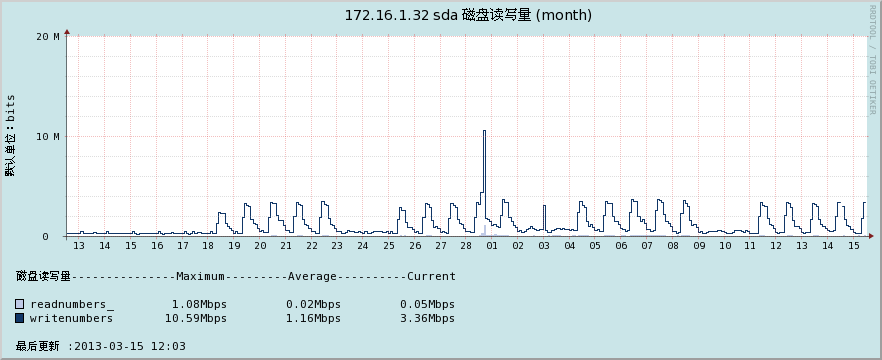 172.16.1.32 sda 磁盘读写量 (month)
RRDTOOL / TOBI OETIKER
默认单位：bits
20 M
10 M
0
13 14 15 16 17 18 19 20 21 22 23 24 25 26 27 28 01 02 03 04 05 06 07 08 09 10 11 12 13 14 15
磁盘读写量---------------Maximum---------Average----------Current
readnumbers_ 1.08Mbps 0.02Mbps 0.05Mbps
writenumbers 10.59Mbps 1.16Mbps 3.36Mbps
最后更新 :2013-03-15 12:03